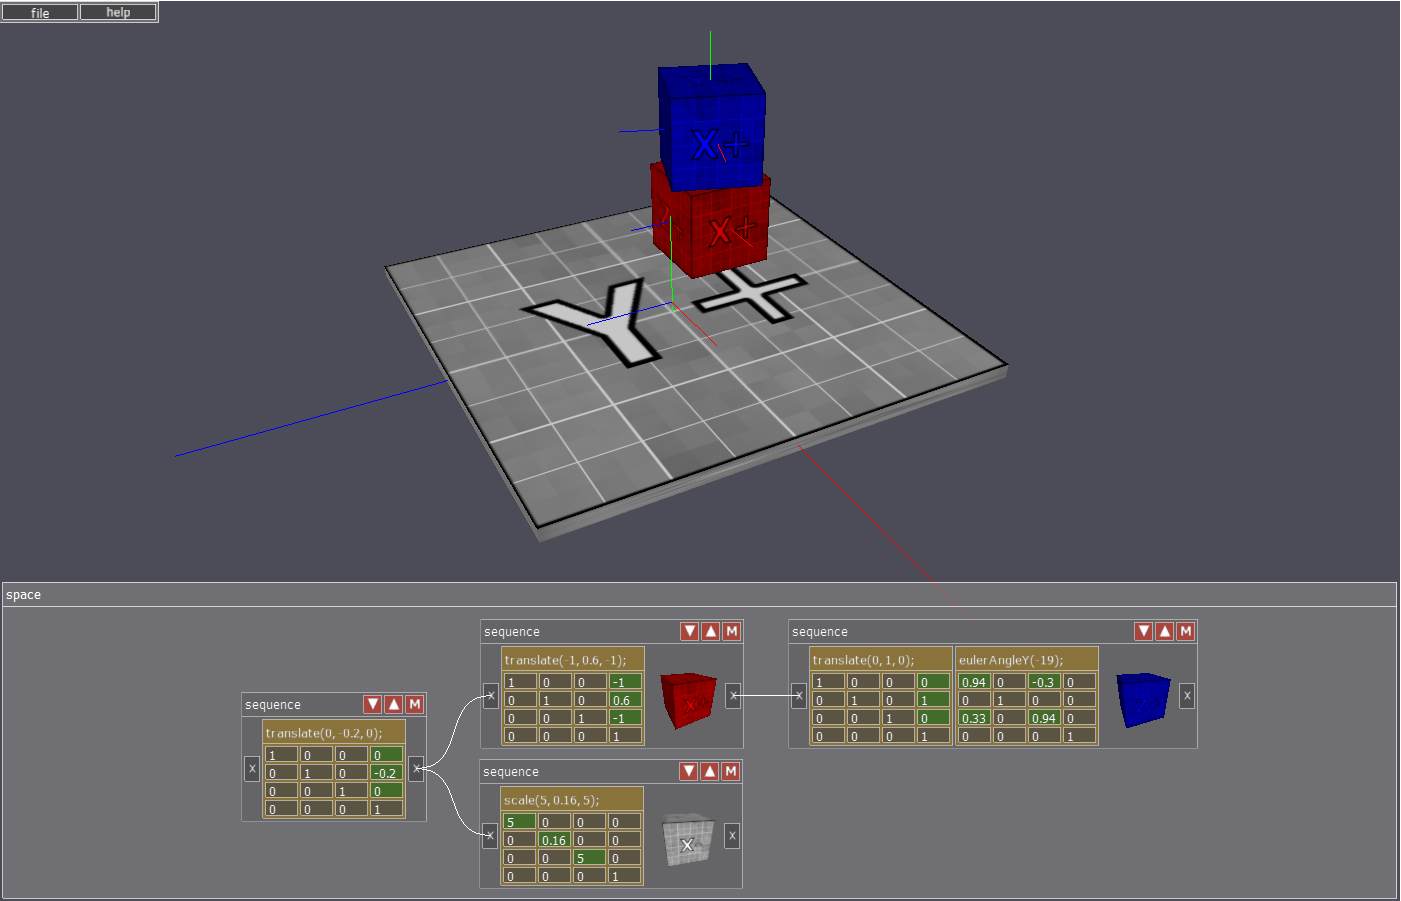 file help
X +
X +
Y +
space
sequence M
translate(-1, 0.6, -1);
1 0 0 -1
0 1 0 0.6
0 0 1 -1
0 0 0 1
X X
sequence M
translate(0, 1, 0); eulerAngleY(-19);
1 0 0 0 0.94 0 -0.3 0
0 1 0 1 0 1 0 0
0 0 1 0 0.33 0 0.94 0
0 0 0 1 0 0 0 1
X X
sequence M
translate(0, -0.2, 0);
1 0 0 0
0 1 0 -0.2
0 0 1 0
0 0 0 1
X X
sequence M
scale(5, 0.16, 5);
5 0 0 0
0 0.16 0 0
0 0 5 0
0 0 0 1
X X
X